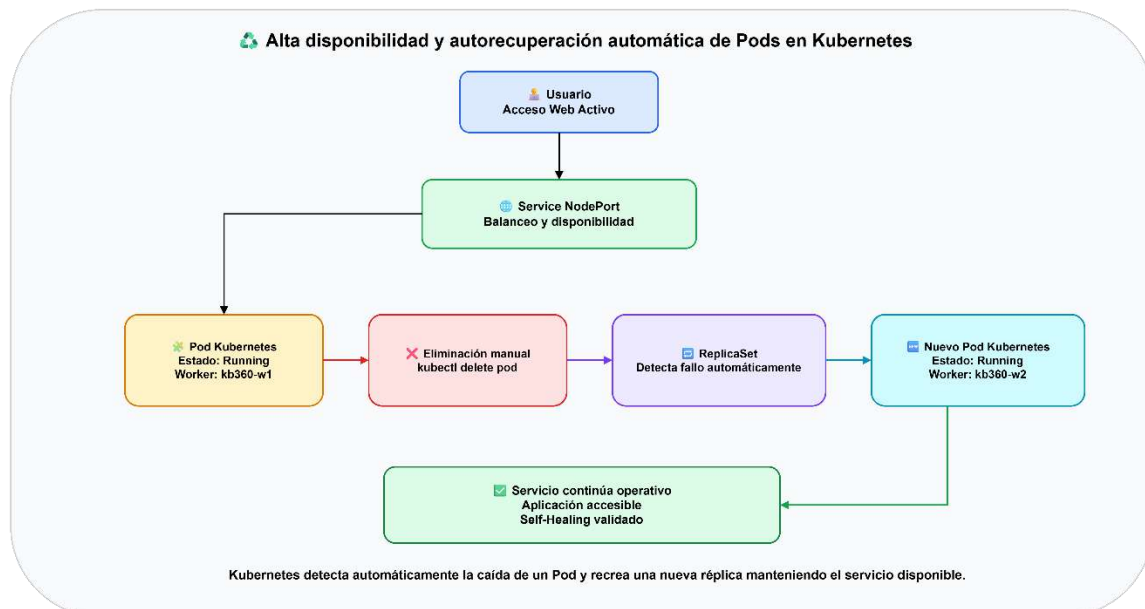 Alta disponibilidad y autorecuperación automática de Pods en Kubernetes
Usuario
Acceso Web Activo
Service NodePort
Balanceo y disponibilidad
Pod Kubernetes
Estado: Running
Worker: kb360-w1
Eliminación manual
kubectl delete pod
ReplicaSet
Detecta fallo automáticamente
Nuevo Pod Kubernetes
Estado: Running
Worker: kb360-w2
Servicio continúa operativo
Aplicación accesible
Self-Healing validado
Kubernetes detecta automáticamente la caída de un Pod y recrea una nueva réplica manteniendo el servicio disponible.